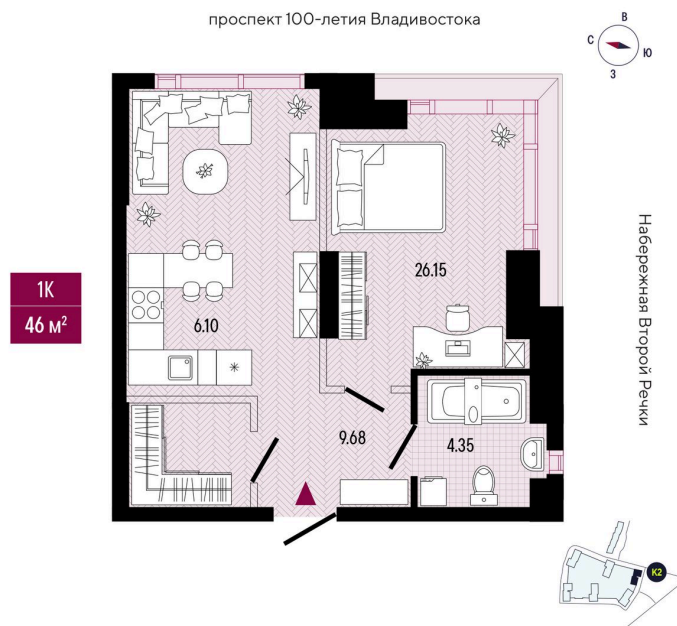 проспект 100-летия Владивостока
В
С
Ю
З
1К
46 м²
6.10
26.15
9.68
4.35
Набережная Второй Речки
К2